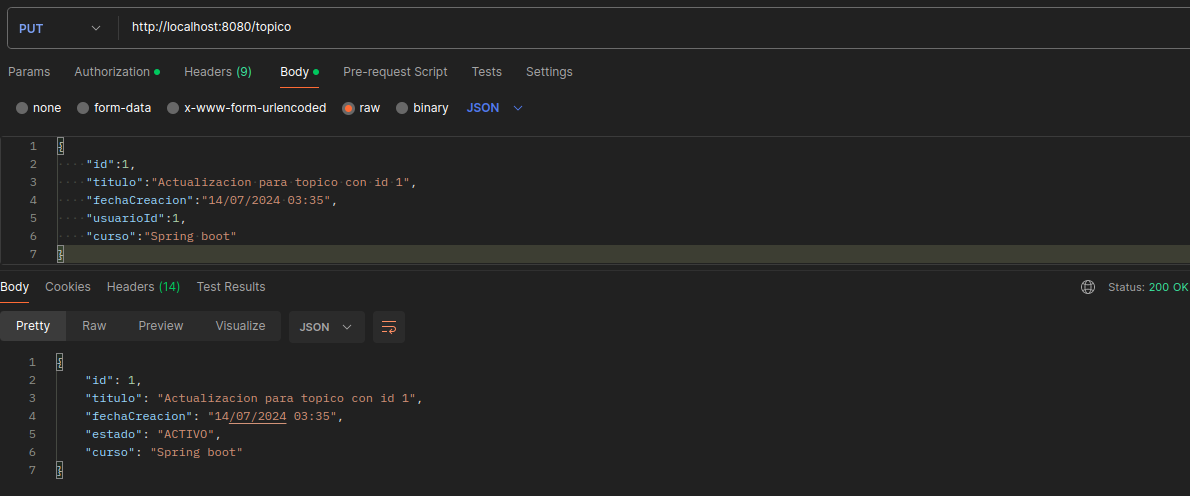 PUT http://localhost:8080/topico
Params Authorization Headers (9) Body Pre-request Script Tests Settings
none form-data x-www-form-urlencoded raw binary JSON
1 {
2 "id":1,
3 "titulo":"Actualizacion para topico con id 1",
4 "fechaCreacion":"14/07/2024 03:35",
5 "usuarioId":1,
6 "curso":"Spring boot"
7 }
Body Cookies Headers (14) Test Results Status: 200 OK
Pretty Raw Preview Visualize JSON
1 {
2 "id": 1,
3 "titulo": "Actualizacion para topico con id 1",
4 "fechaCreacion": "14/07/2024 03:35",
5 "estado": "ACTIVO",
6 "curso": "Spring boot"
7 }